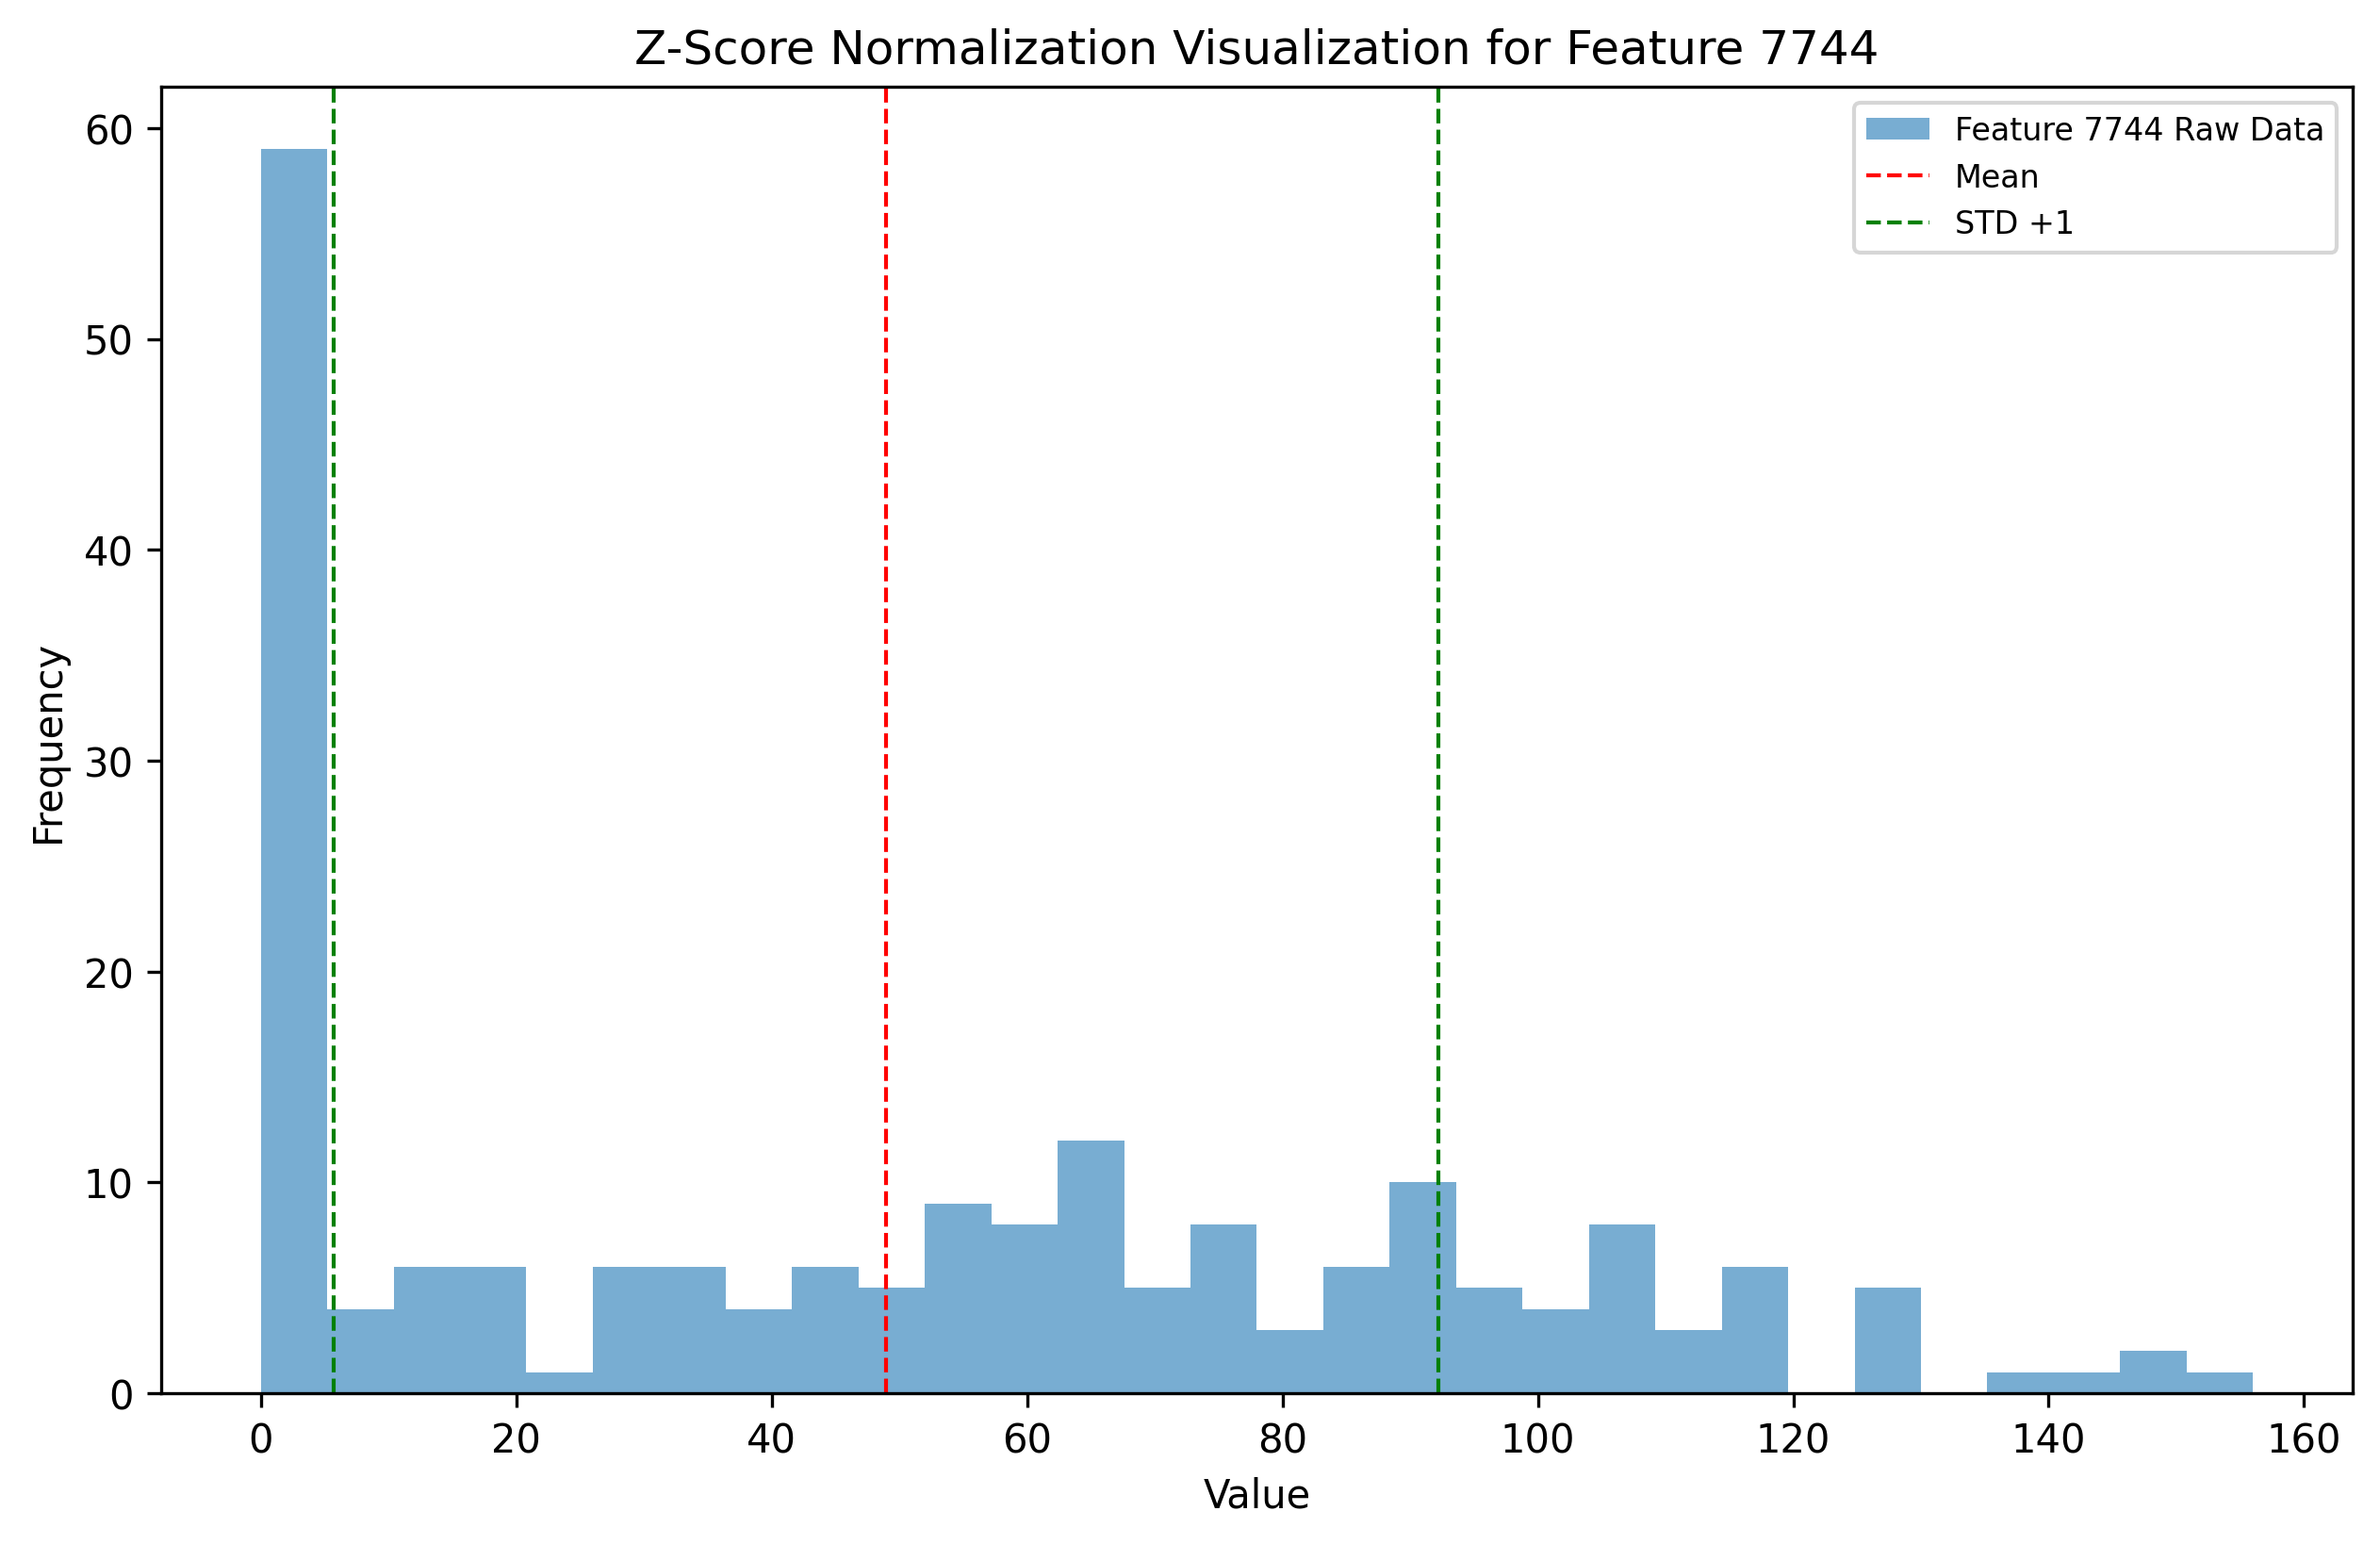 Z-Score Normalization Visualization for Feature 7744
Feature 7744 Raw Data
Mean
STD +1
60
50
40
30
20
10
0
Frequency
0 20 40 60 80 100 120 140 160
Value